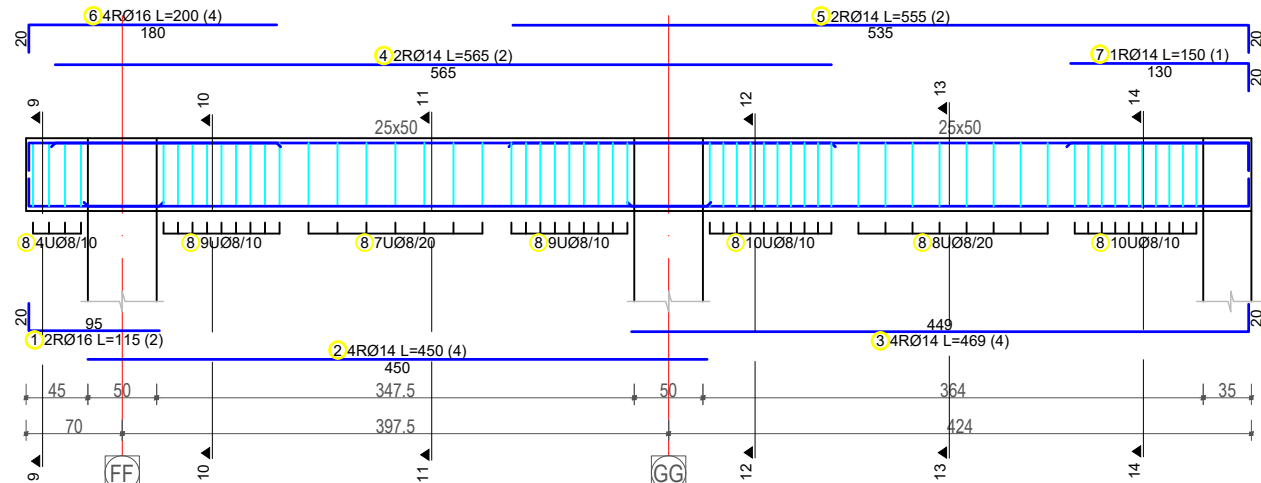 6 4RØ16 L=200 (4)
20 180
5 2RØ14 L=555 (2)
535 20
4 2RØ14 L=565 (2)
565
7 1RØ14 L=150 (1)
130 20
9 10 11 12 13 14
25x50 25x50
8 4UØ8/10 8 9UØ8/10 8 7UØ8/20 8 9UØ8/10 8 10UØ8/10 8 8UØ8/20 8 10UØ8/10
20 95 449 20
1 2RØ16 L=115 (2)
2 4RØ14 L=450 (4)
450
3 4RØ14 L=469 (4)
45 50 347.5 50 364 35
70 397.5 424
9 10 11 12 13 14
FF GG